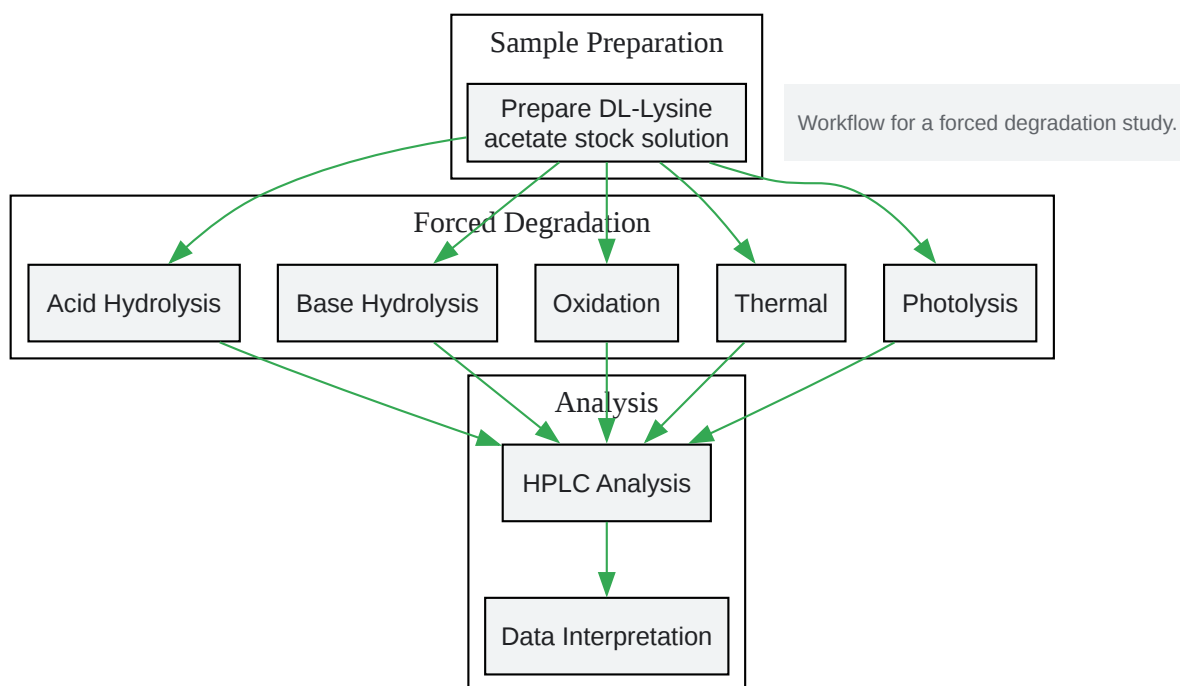 Sample Preparation
Prepare DL-Lysine
acetate stock solution
Workflow for a forced degradation study.
Forced Degradation
Acid Hydrolysis
Base Hydrolysis
Oxidation
Thermal
Photolysis
Analysis
HPLC Analysis
Data Interpretation